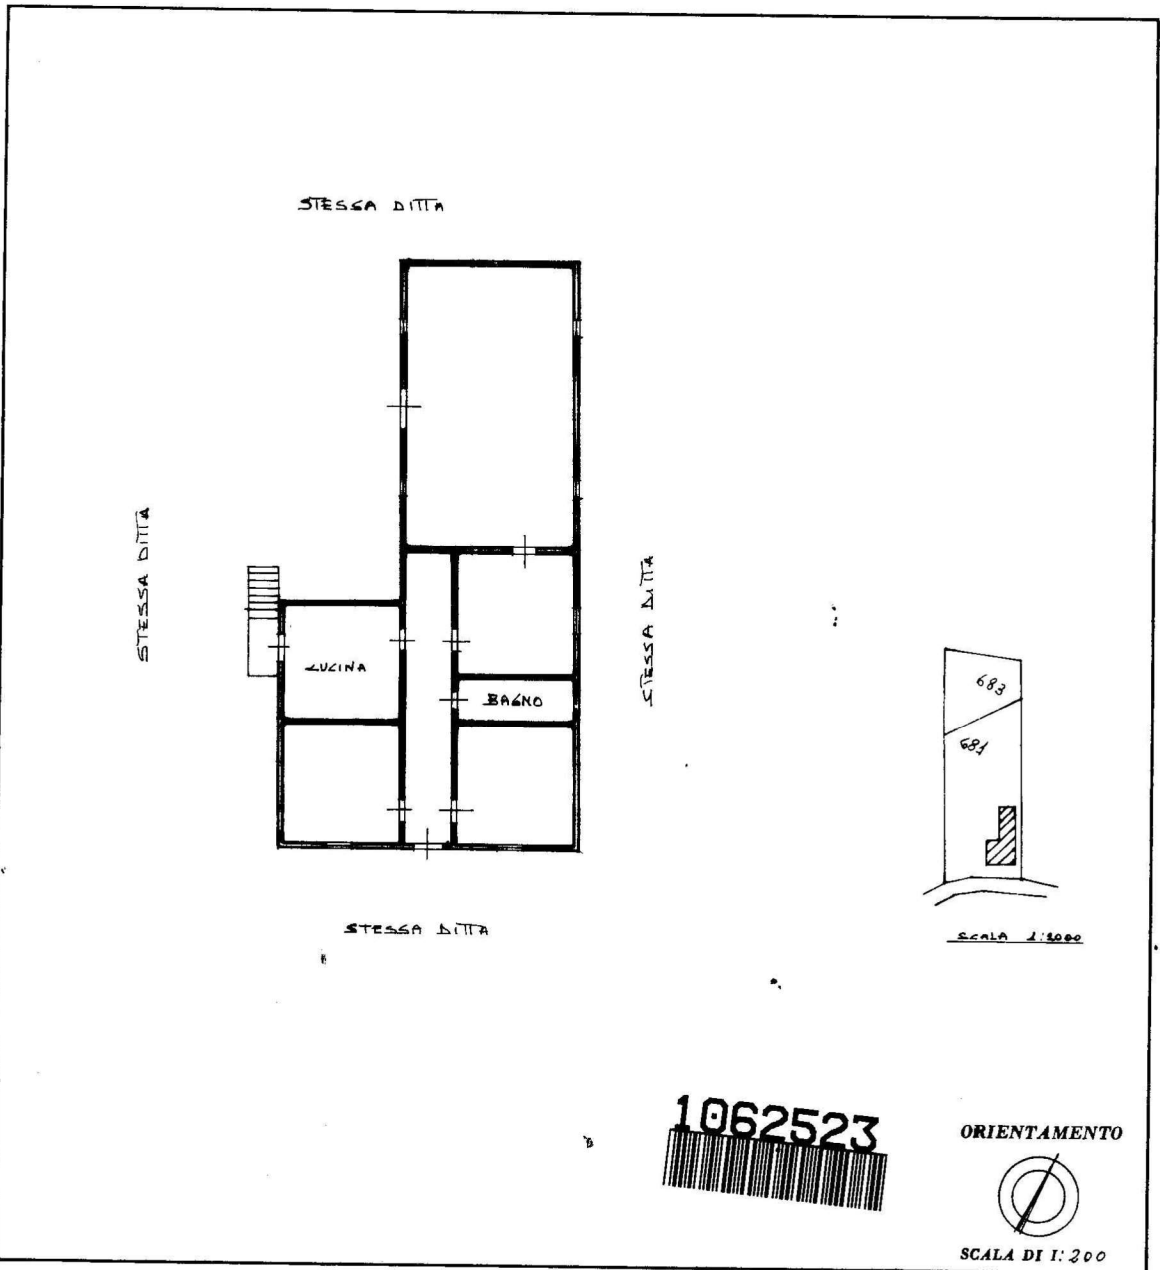 STESSA DITTA
STESSA DITTA
STESSA DITTA
CUCINA
BAGNO
683
681
STESSA DITTA
SCALA 1:2000
1062523
ORIENTAMENTO
SCALA DI 1:200